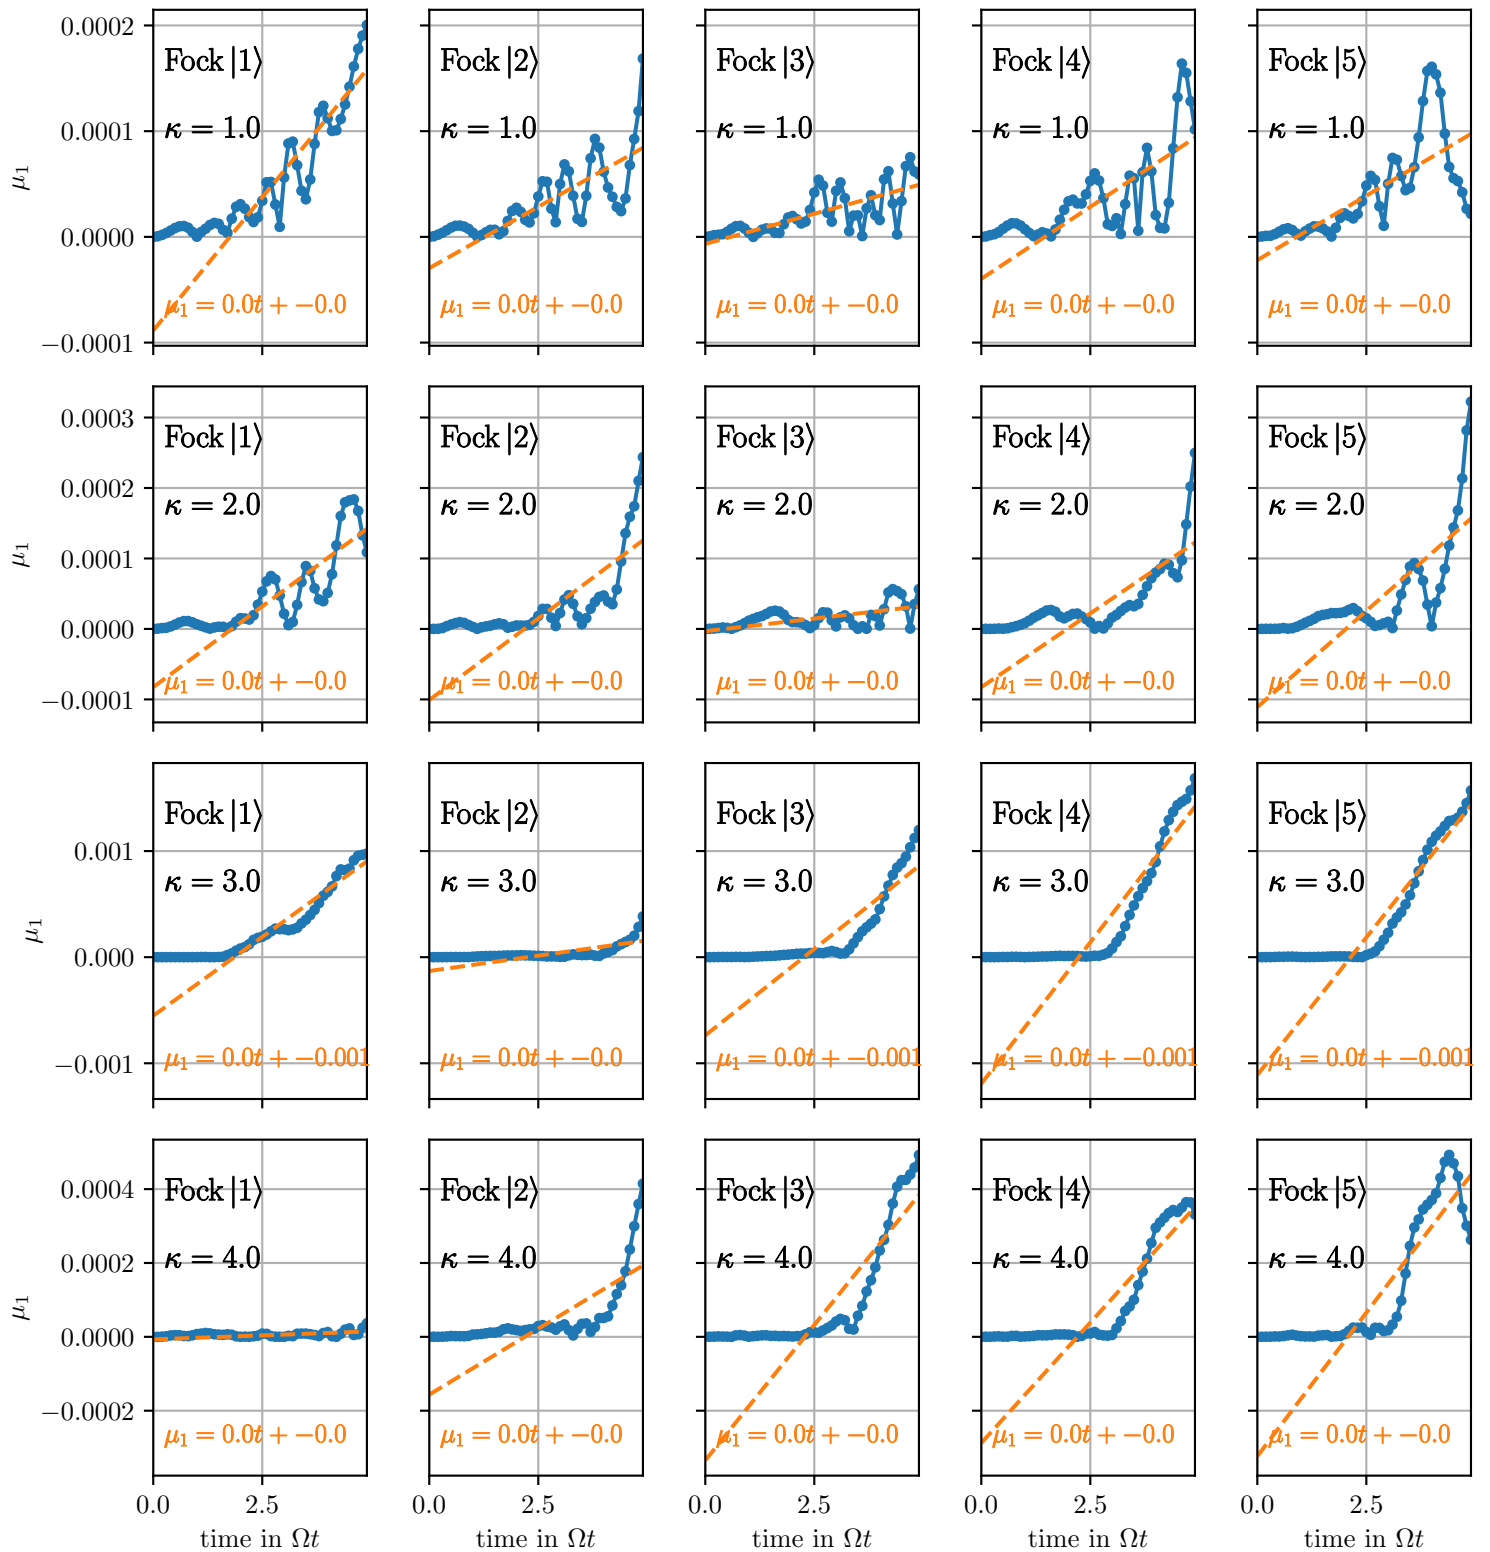 0.0002
0.0001
0.0000
−0.0001
μ₁
Fock |1⟩
κ = 1.0
μ₁ = 0.0t + −0.0
Fock |2⟩
κ = 1.0
μ₁ = 0.0t + −0.0
Fock |3⟩
κ = 1.0
μ₁ = 0.0t + −0.0
Fock |4⟩
κ = 1.0
μ₁ = 0.0t + −0.0
Fock |5⟩
κ = 1.0
μ₁ = 0.0t + −0.0
0.0003
0.0002
0.0001
0.0000
−0.0001
μ₁
Fock |1⟩
κ = 2.0
μ₁ = 0.0t + −0.0
Fock |2⟩
κ = 2.0
μ₁ = 0.0t + −0.0
Fock |3⟩
κ = 2.0
μ₁ = 0.0t + −0.0
Fock |4⟩
κ = 2.0
μ₁ = 0.0t + −0.0
Fock |5⟩
κ = 2.0
μ₁ = 0.0t + −0.0
0.001
0.000
−0.001
μ₁
Fock |1⟩
κ = 3.0
μ₁ = 0.0t + −0.001
Fock |2⟩
κ = 3.0
μ₁ = 0.0t + −0.0
Fock |3⟩
κ = 3.0
μ₁ = 0.0t + −0.001
Fock |4⟩
κ = 3.0
μ₁ = 0.0t + −0.001
Fock |5⟩
κ = 3.0
μ₁ = 0.0t + −0.001
0.0004
0.0002
0.0000
−0.0002
μ₁
Fock |1⟩
κ = 4.0
μ₁ = 0.0t + −0.0
Fock |2⟩
κ = 4.0
μ₁ = 0.0t + −0.0
Fock |3⟩
κ = 4.0
μ₁ = 0.0t + −0.0
Fock |4⟩
κ = 4.0
μ₁ = 0.0t + −0.0
Fock |5⟩
κ = 4.0
μ₁ = 0.0t + −0.0
0.0 2.5
time in Ωt
0.0 2.5
time in Ωt
0.0 2.5
time in Ωt
0.0 2.5
time in Ωt
0.0 2.5
time in Ωt